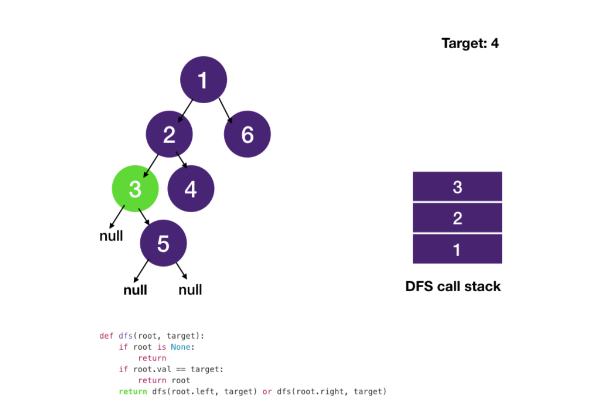 Target: 4
1
2
6
3
4
null
5
null
null
3
2
1
DFS call stack
def dfs(root, target):
    if root is None:
        return
    if root.val == target:
        return root
    return dfs(root.left, target) or dfs(root.right, target)